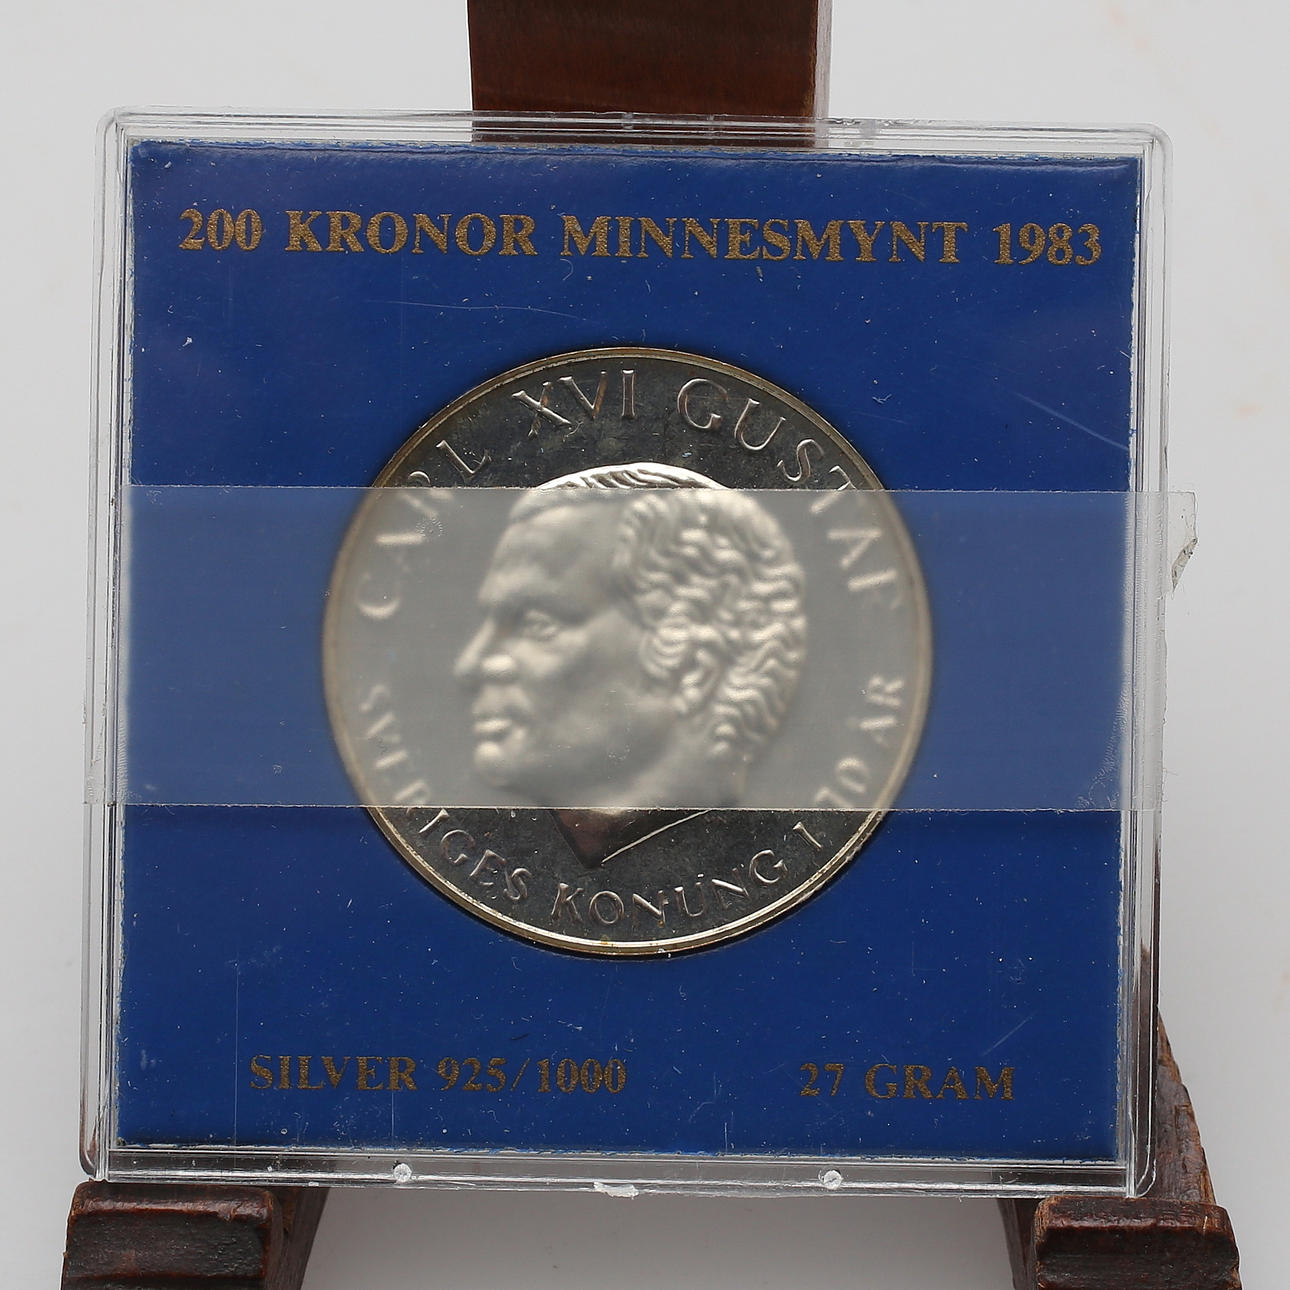 200 KRONOR MINNESMYNT 1983
CARL XVI GUSTAF
SVERIGES KONUNG I 10 ÅR
SILVER 925/1000 27 GRAM